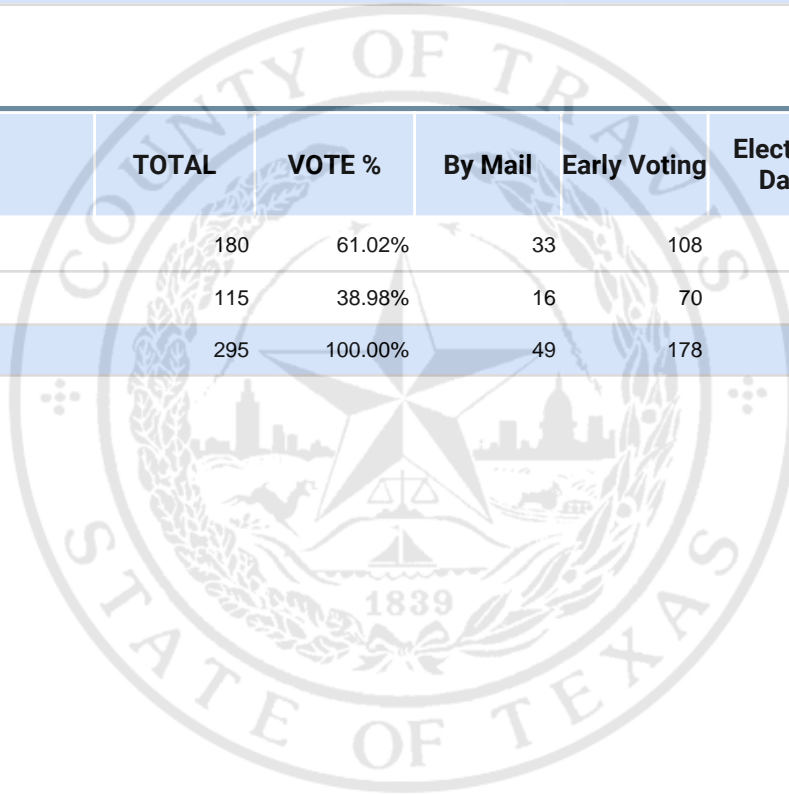 COUNTY OF TRAVIS
TOTAL VOTE % By Mail Early Voting
180 61.02% 33 108
115 38.98% 16 70
295 100.00% 49 178
1839
STATE OF TEXAS